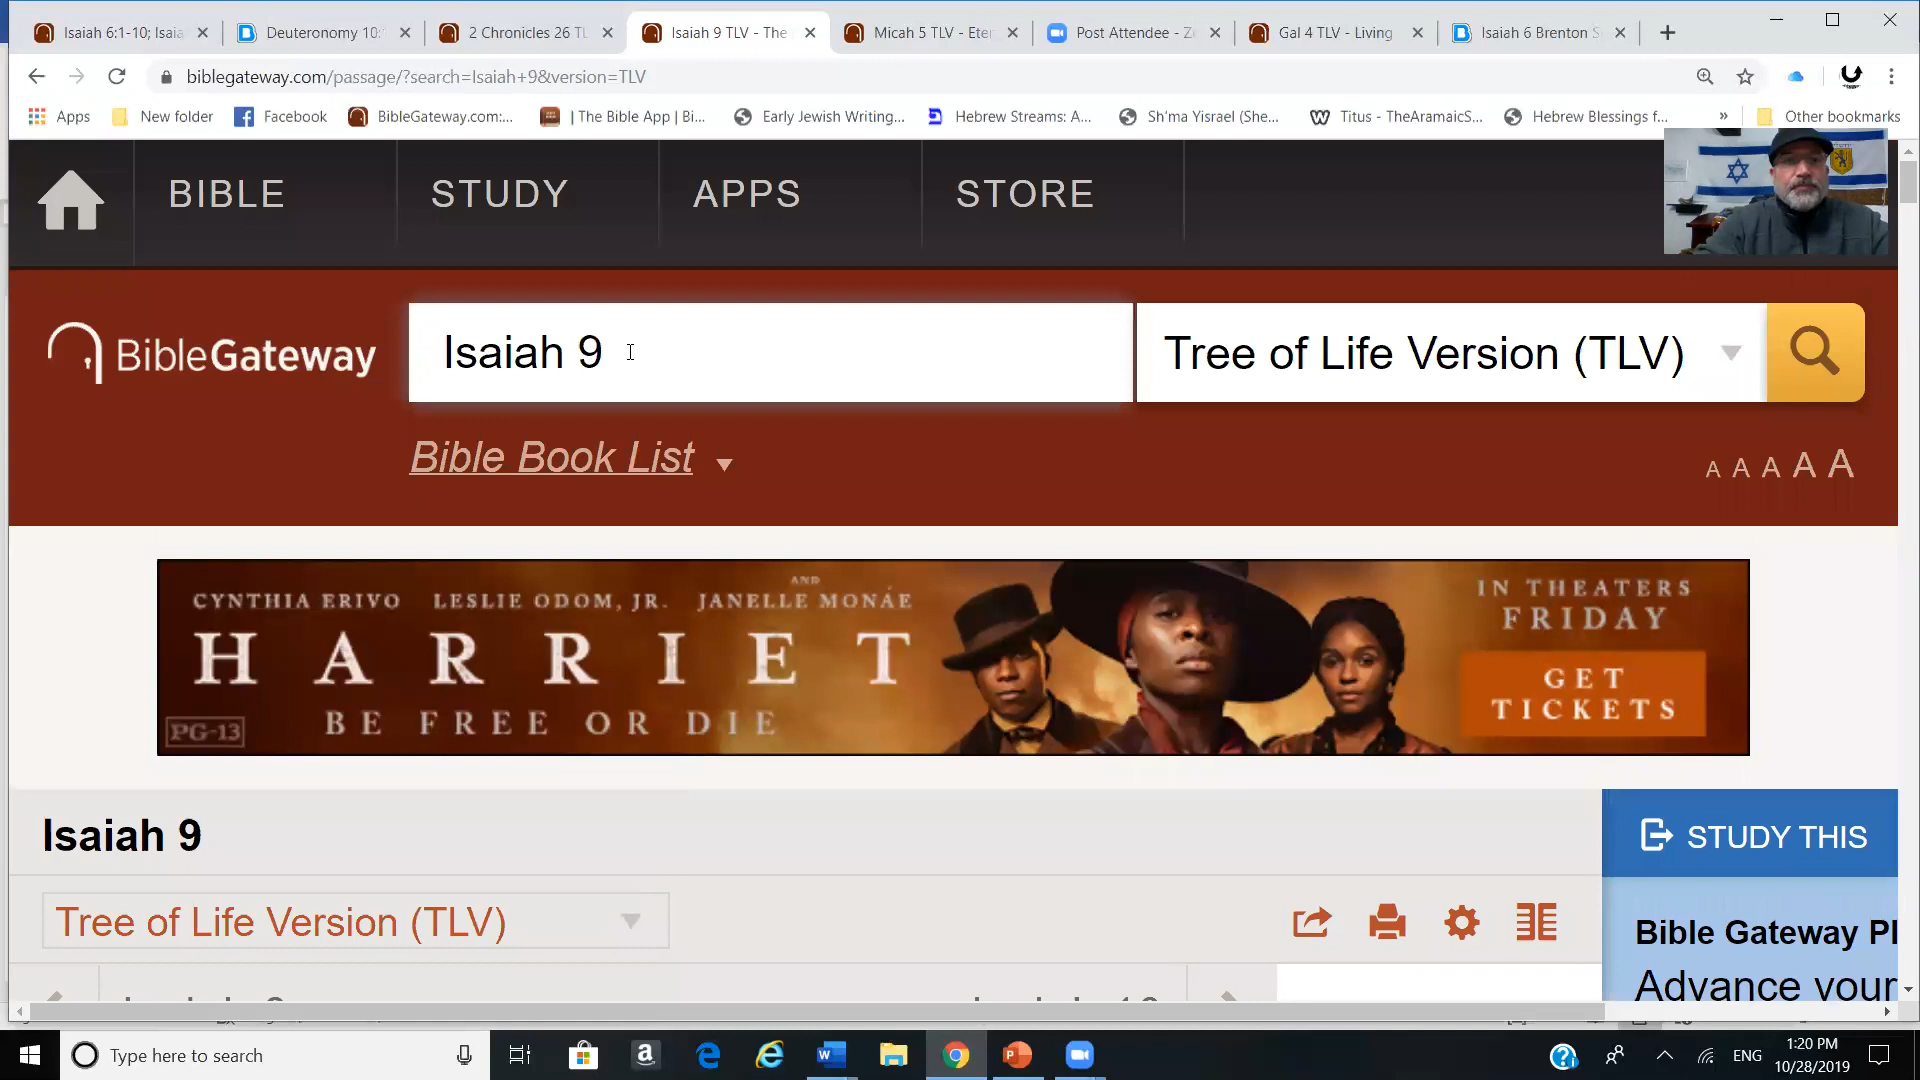 Isaiah 6:1-10; Isaia
Deuteronomy 10:
2 Chronicles 26 TL
Isaiah 9 TLV - The
Micah 5 TLV - Eter
Post Attendee - Z
Gal 4 TLV - Living
Isaiah 6 Brenton S
biblegateway.com/passage/?search=Isaiah+9&version=TLV
Apps
New folder
Facebook
BibleGateway.com:...
| The Bible App | Bi...
Early Jewish Writing...
Hebrew Streams: A...
Sh'ma Yisrael (She...
Titus - TheAramaicS...
Hebrew Blessings f...
»
Other bookmarks
BIBLE
STUDY
APPS
STORE
BibleGateway
Isaiah 9
Tree of Life Version (TLV)
Bible Book List
A A A A A
CYNTHIA ERIVO LESLIE ODOM, JR. AND JANELLE MONÁE
HARRIET
BE FREE OR DIE
PG-13
IN THEATERS
FRIDAY
GET
TICKETS
Isaiah 9
STUDY THIS
Tree of Life Version (TLV)
Bible Gateway Pl
Advance your
Type here to search
ENG
1:20 PM
10/28/2019